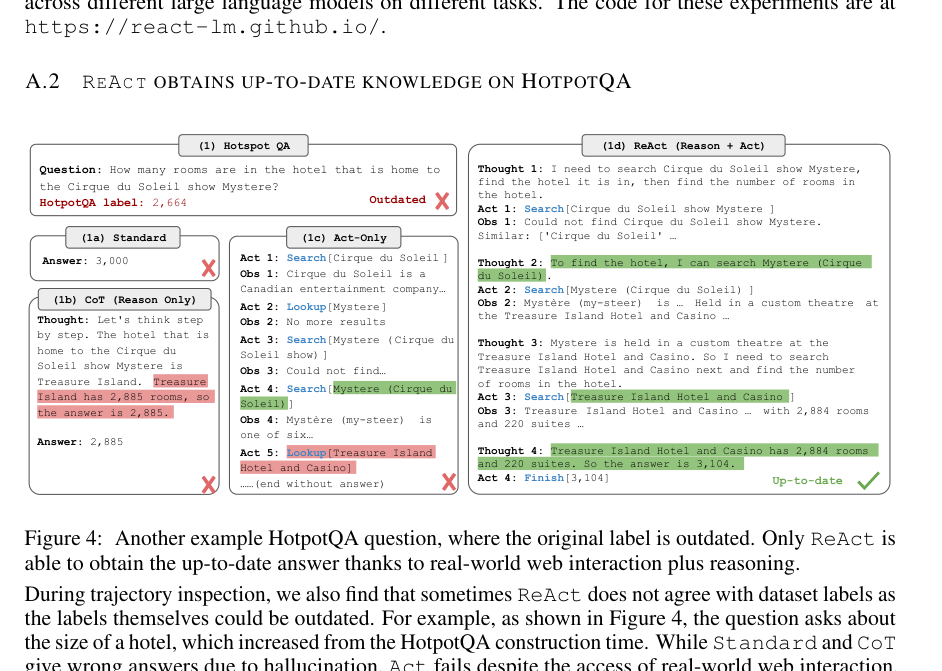 across different large language models on different tasks. The code for these experiments are at
https://react-lm.github.io/.
A.2 REACT OBTAINS UP-TO-DATE KNOWLEDGE ON HOTPOTQA
(1) Hotspot QA
Question: How many rooms are in the hotel that is home to
the Cirque du Soleil show Mystere?
HotpotQA label: 2,664
Outdated
(1a) Standard
Answer: 3,000
(1b) CoT (Reason Only)
Thought: Let's think step
by step. The hotel that is
home to the Cirque du
Soleil show Mystere is
Treasure Island. Treasure
Island has 2,885 rooms, so
the answer is 2,885.
Answer: 2,885
(1c) Act-Only
Act 1: Search[Cirque du Soleil ]
Obs 1: Cirque du Soleil is a
Canadian entertainment company…
Act 2: Lookup[Mystere]
Obs 2: No more results
Act 3: Search[Mystere (Cirque du
Soleil show) ]
Obs 3: Could not find…
Act 4: Search[Mystere (Cirque du
Soleil)]
Obs 4: Mystère (my-steer) is
one of six…
Act 5: Lookup[Treasure Island
Hotel and Casino]
……(end without answer)
(1d) ReAct (Reason + Act)
Thought 1: I need to search Cirque du Soleil show Mystere,
find the hotel it is in, then find the number of rooms in
the hotel.
Act 1: Search[Cirque du Soleil show Mystere ]
Obs 1: Could not find Cirque du Soleil show Mystere.
Similar: ['Cirque du Soleil' …
Thought 2: To find the hotel, I can search Mystere (Cirque
du Soleil).
Act 2: Search[Mystere (Cirque du Soleil) ]
Obs 2: Mystère (my-steer) is … Held in a custom theatre at
the Treasure Island Hotel and Casino …
Thought 3: Mystere is held in a custom theatre at the
Treasure Island Hotel and Casino. So I need to search
Treasure Island Hotel and Casino next and find the number
of rooms in the hotel.
Act 3: Search[Treasure Island Hotel and Casino ]
Obs 3: Treasure Island Hotel and Casino … with 2,884 rooms
and 220 suites …
Thought 4: Treasure Island Hotel and Casino has 2,884 rooms
and 220 suites. So the answer is 3,104.
Act 4: Finish[3,104]
Up-to-date
Figure 4: Another example HotpotQA question, where the original label is outdated. Only ReAct is
able to obtain the up-to-date answer thanks to real-world web interaction plus reasoning.
During trajectory inspection, we also find that sometimes ReAct does not agree with dataset labels as
the labels themselves could be outdated. For example, as shown in Figure 4, the question asks about
the size of a hotel, which increased from the HotpotQA construction time. While Standard and CoT
give wrong answers due to hallucination, Act fails despite the access of real-world web interaction,